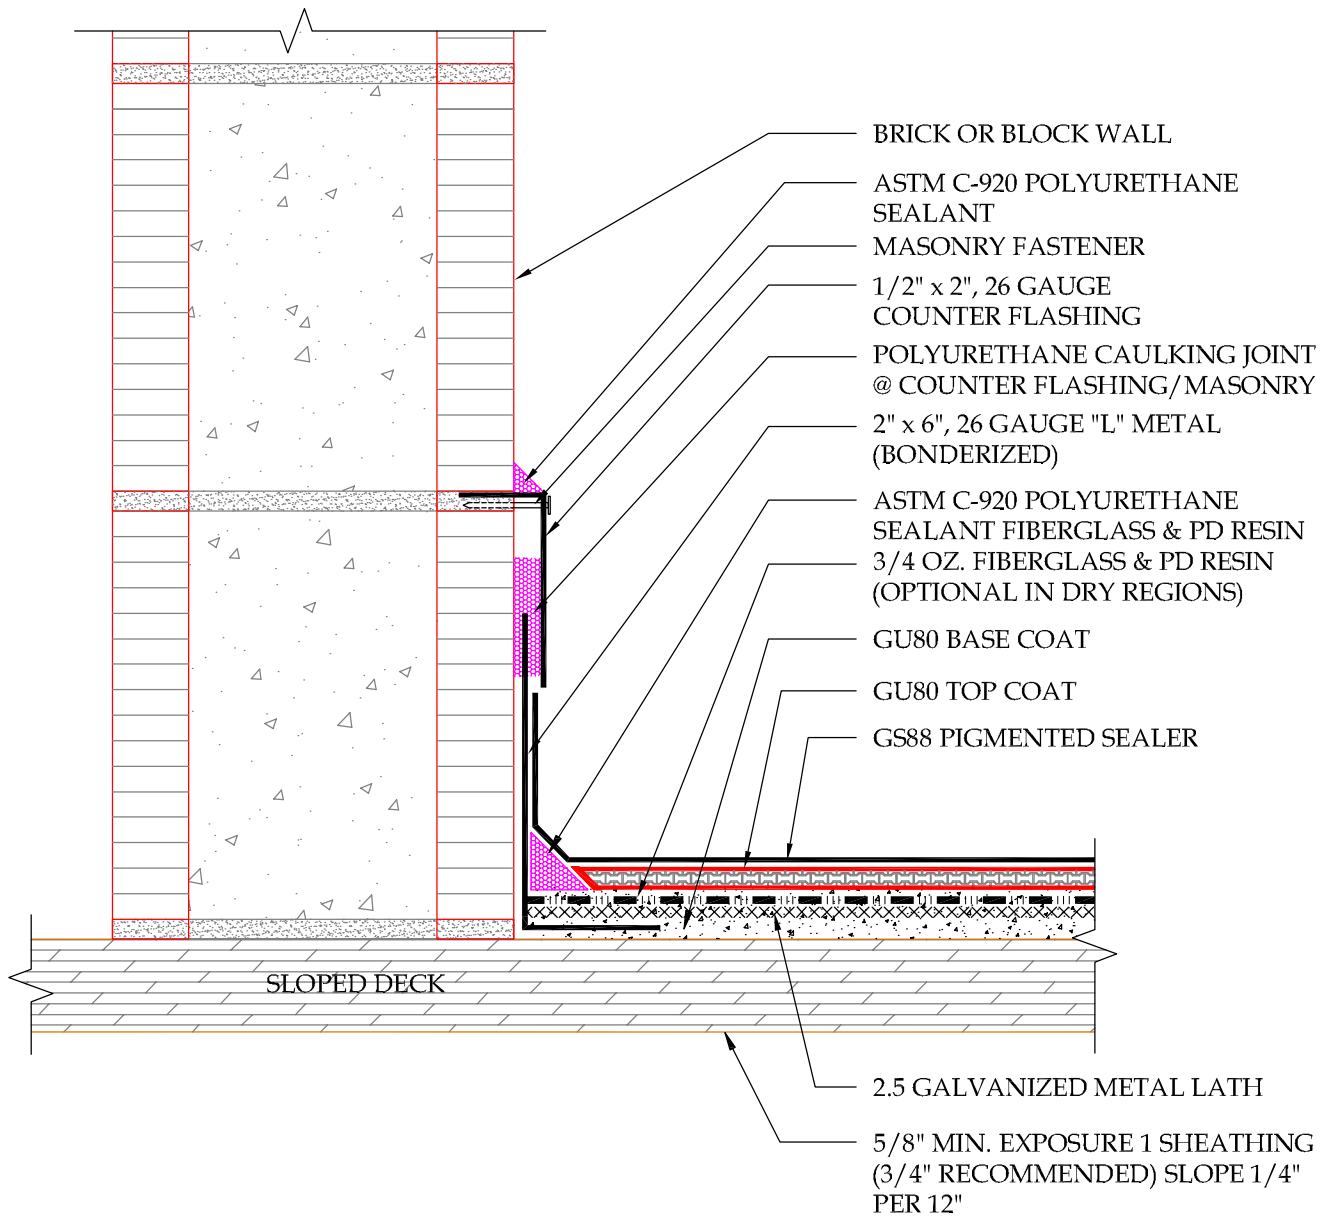 BRICK OR BLOCK WALL
ASTM C-920 POLYURETHANE
SEALANT
MASONRY FASTENER
1/2" x 2", 26 GAUGE
COUNTER FLASHING
POLYURETHANE CAULKING JOINT
@ COUNTER FLASHING/MASONRY
2" x 6", 26 GAUGE "L" METAL
(BONDERIZED)
ASTM C-920 POLYURETHANE
SEALANT FIBERGLASS & PD RESIN
3/4 OZ. FIBERGLASS & PD RESIN
(OPTIONAL IN DRY REGIONS)
GU80 BASE COAT
GU80 TOP COAT
GS88 PIGMENTED SEALER
SLOPED DECK
2.5 GALVANIZED METAL LATH
5/8" MIN. EXPOSURE 1 SHEATHING
(3/4" RECOMMENDED) SLOPE 1/4"
PER 12"